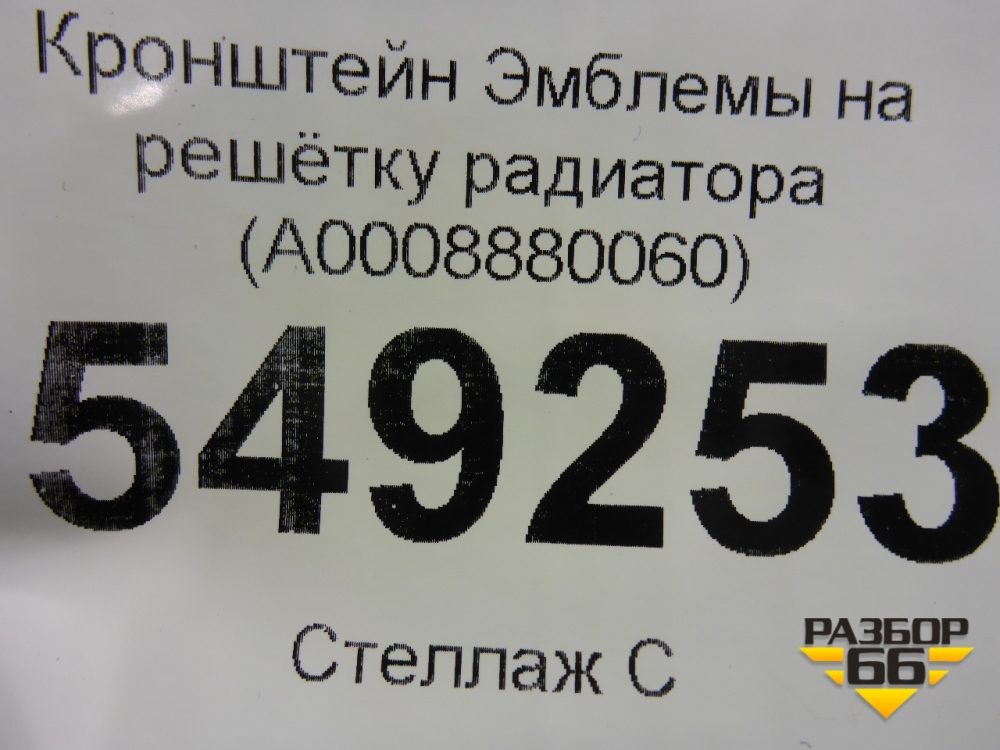 Кронштейн Эмблемы на
решётку радиатора
(A0008880060)
549253
Стеллаж С
РАЗБОР
66